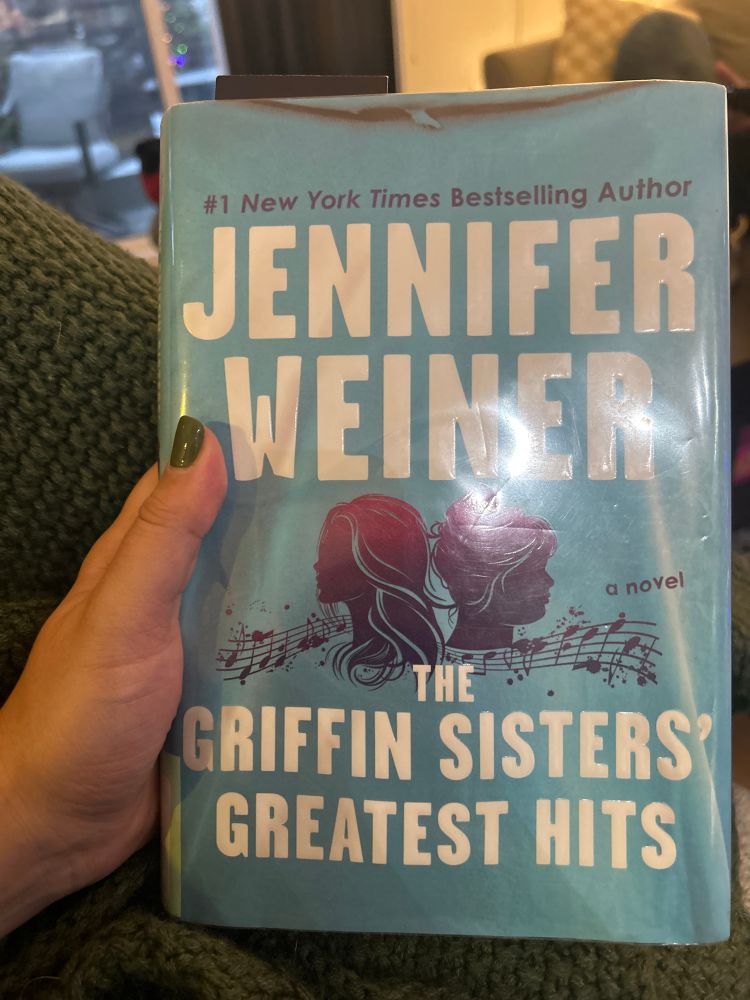 #1 New York Times Bestselling Author
JENNIFER
WEINER
a novel
THE
GRIFFIN SISTERS’
GREATEST HITS